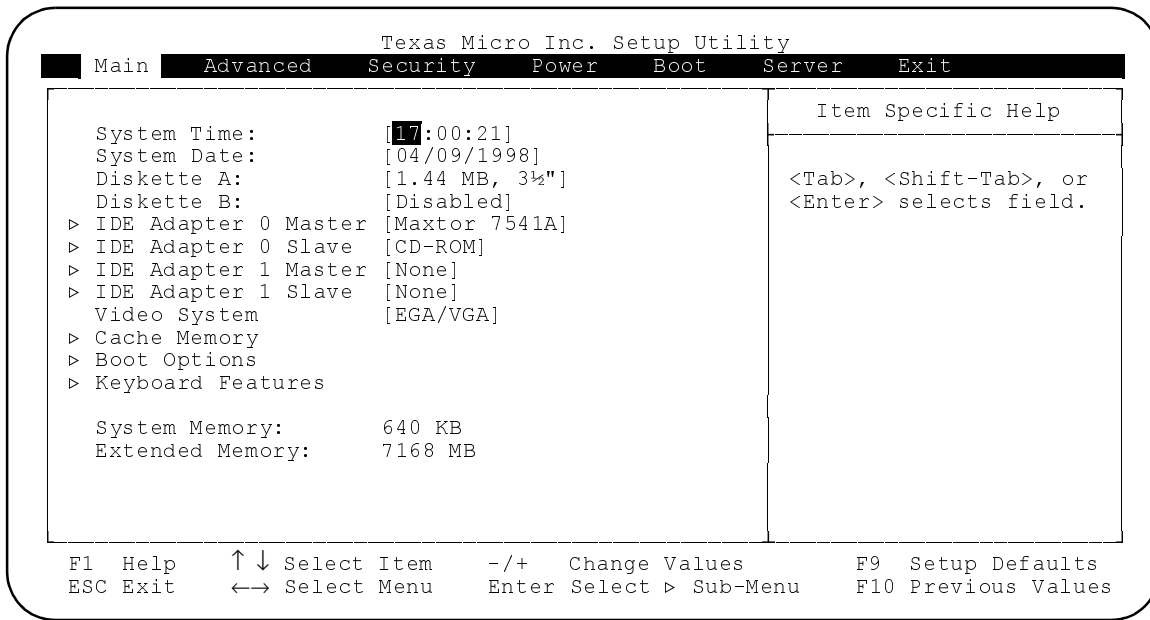 Texas Micro Inc. Setup Utility
Main Advanced Security Power Boot Server Exit
Item Specific Help
System Time: [17:00:21]
System Date: [04/09/1998]
Diskette A: [1.44 MB, 3½"]
Diskette B: [Disabled]
▷ IDE Adapter 0 Master [Maxtor 7541A]
▷ IDE Adapter 0 Slave [CD-ROM]
▷ IDE Adapter 1 Master [None]
▷ IDE Adapter 1 Slave [None]
Video System [EGA/VGA]
▷ Cache Memory
▷ Boot Options
▷ Keyboard Features
System Memory: 640 KB
Extended Memory: 7168 MB
<Tab>, <Shift-Tab>, or
<Enter> selects field.
F1 Help ↑↓ Select Item -/+ Change Values F9 Setup Defaults
ESC Exit ←→ Select Menu Enter Select ▷ Sub-Menu F10 Previous Values